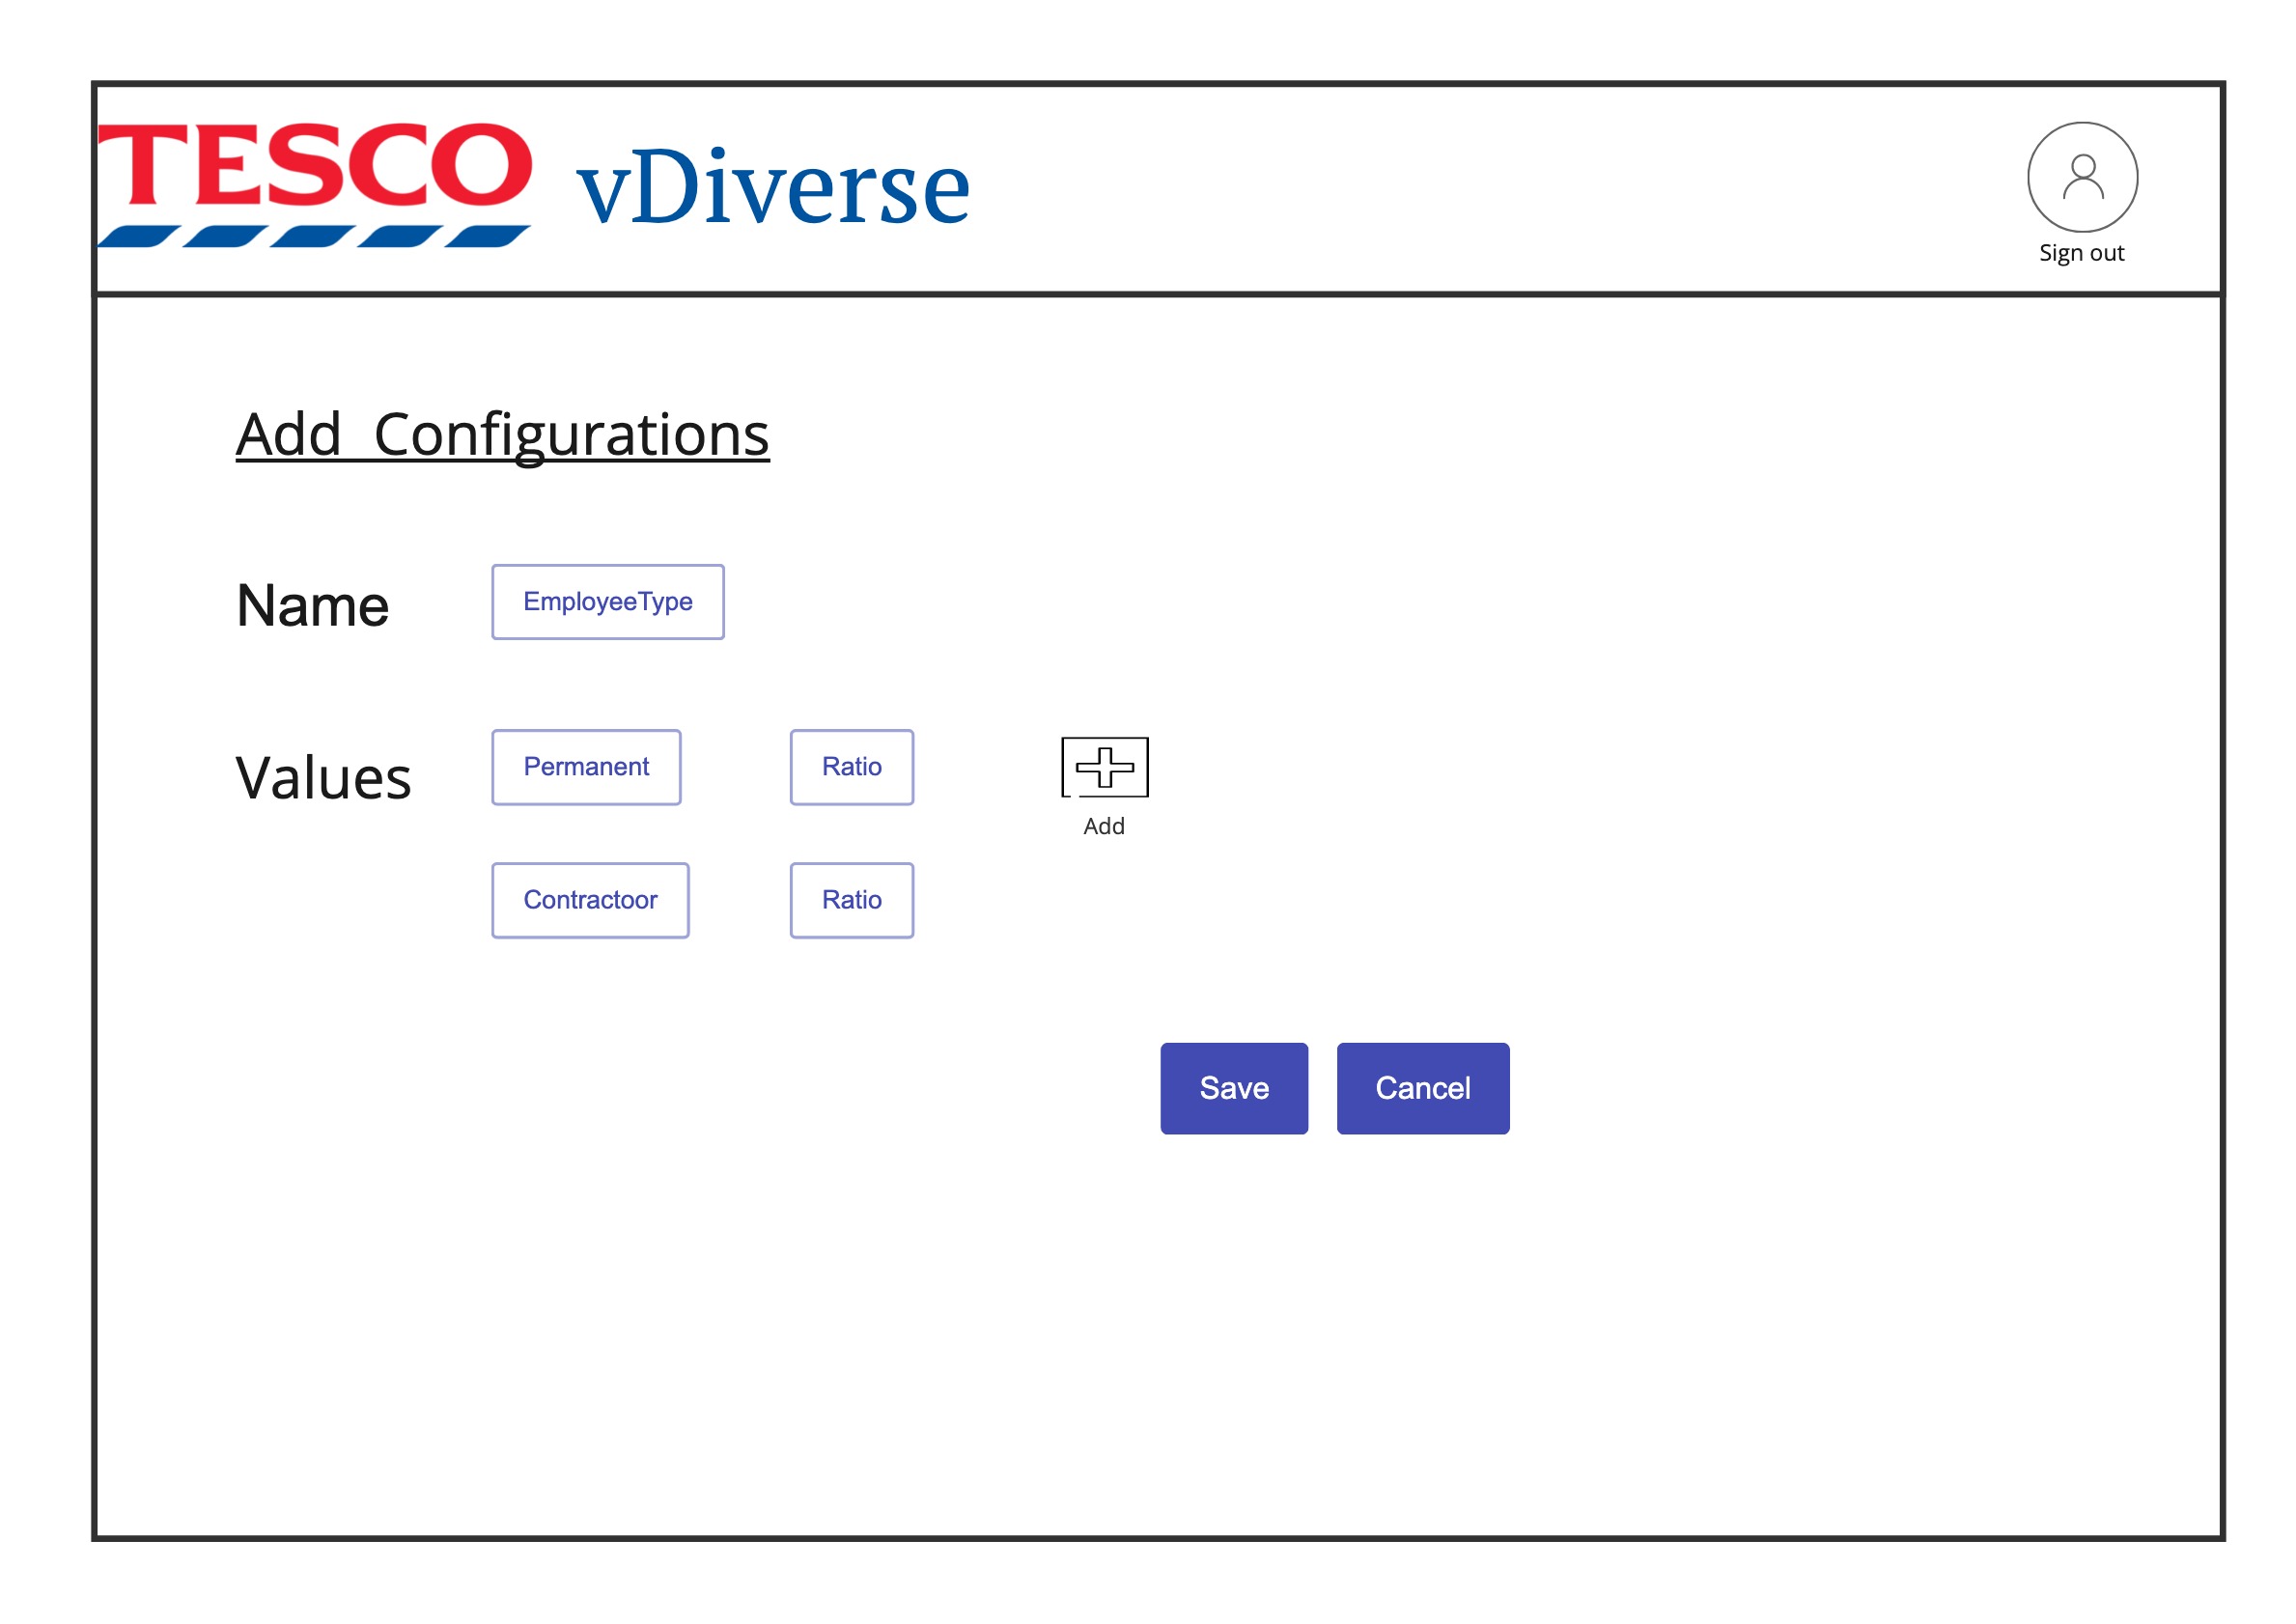 TESCO vDiverse
Sign out
Add Configurations
Name EmployeeType
Values Permanent Ratio
Add
Contractoor Ratio
Save Cancel